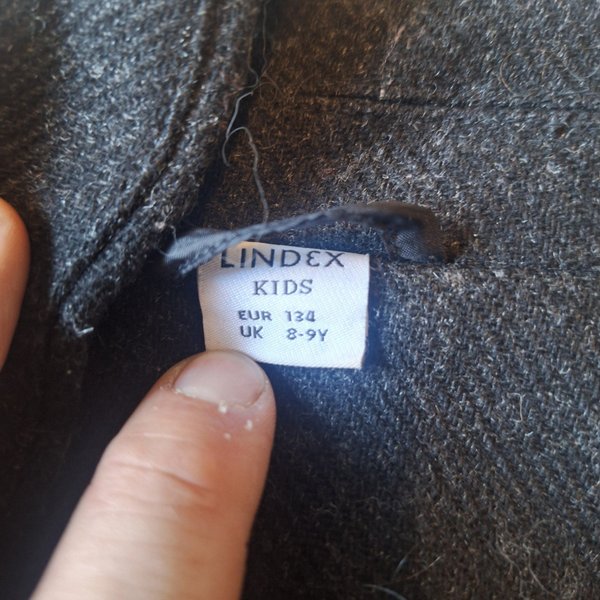 LINDEX
KIDS
EUR 134
UK 8-9Y